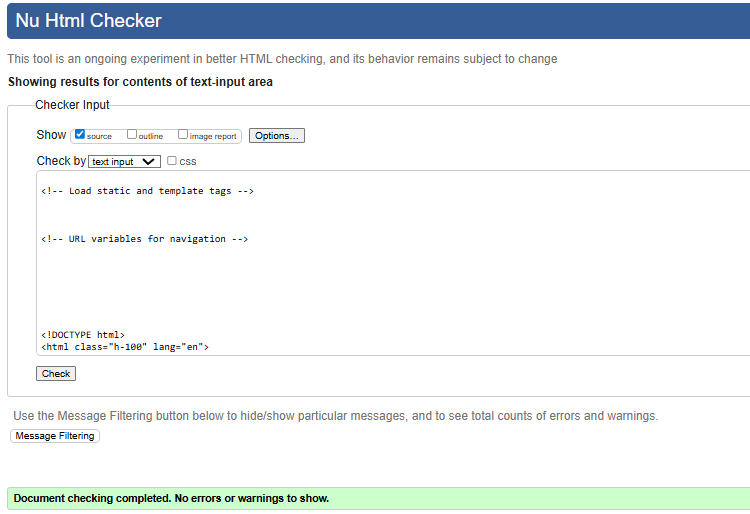 Nu Html Checker
This tool is an ongoing experiment in better HTML checking, and its behavior remains subject to change
Showing results for contents of text-input area
Checker Input
Show source outline image report Options...
Check by text input css
<!-- Load static and template tags -->
<!-- URL variables for navigation -->
<!DOCTYPE html>
<html class="h-100" lang="en">
Check
Use the Message Filtering button below to hide/show particular messages, and to see total counts of errors and warnings.
Message Filtering
Document checking completed. No errors or warnings to show.